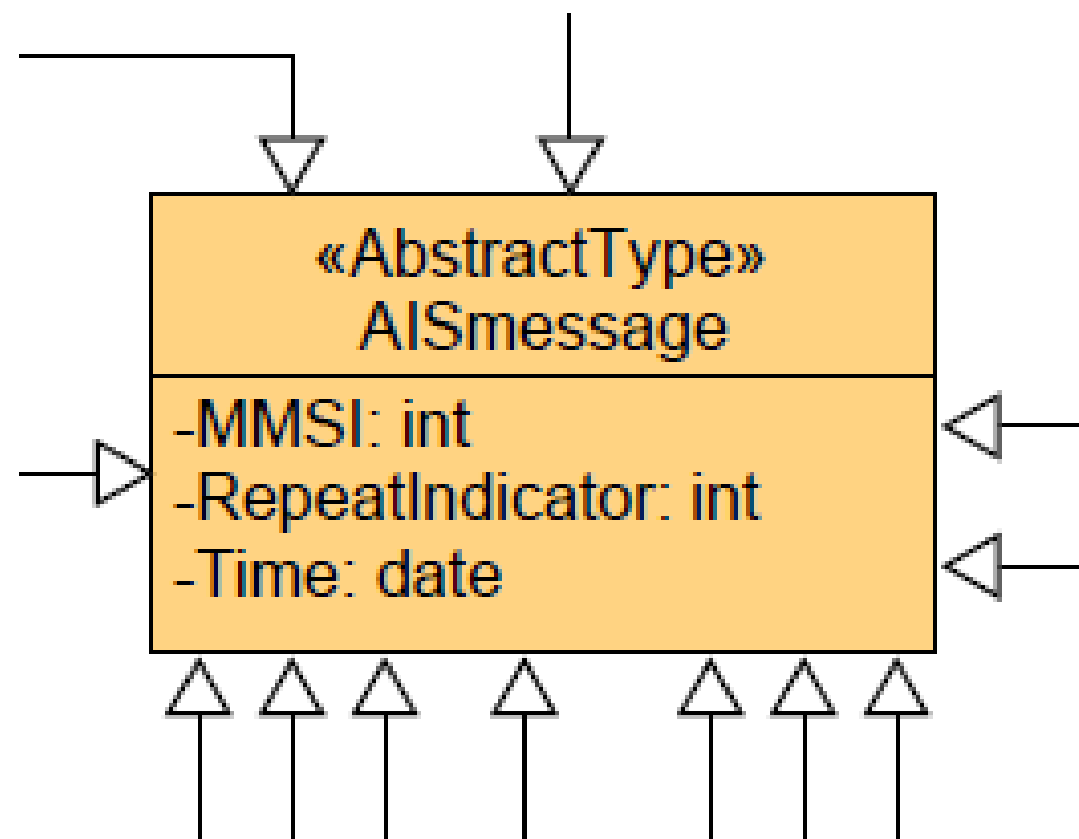 «AbstractType»
AISmessage
-MMSI: int
-RepeatIndicator: int
-Time: date